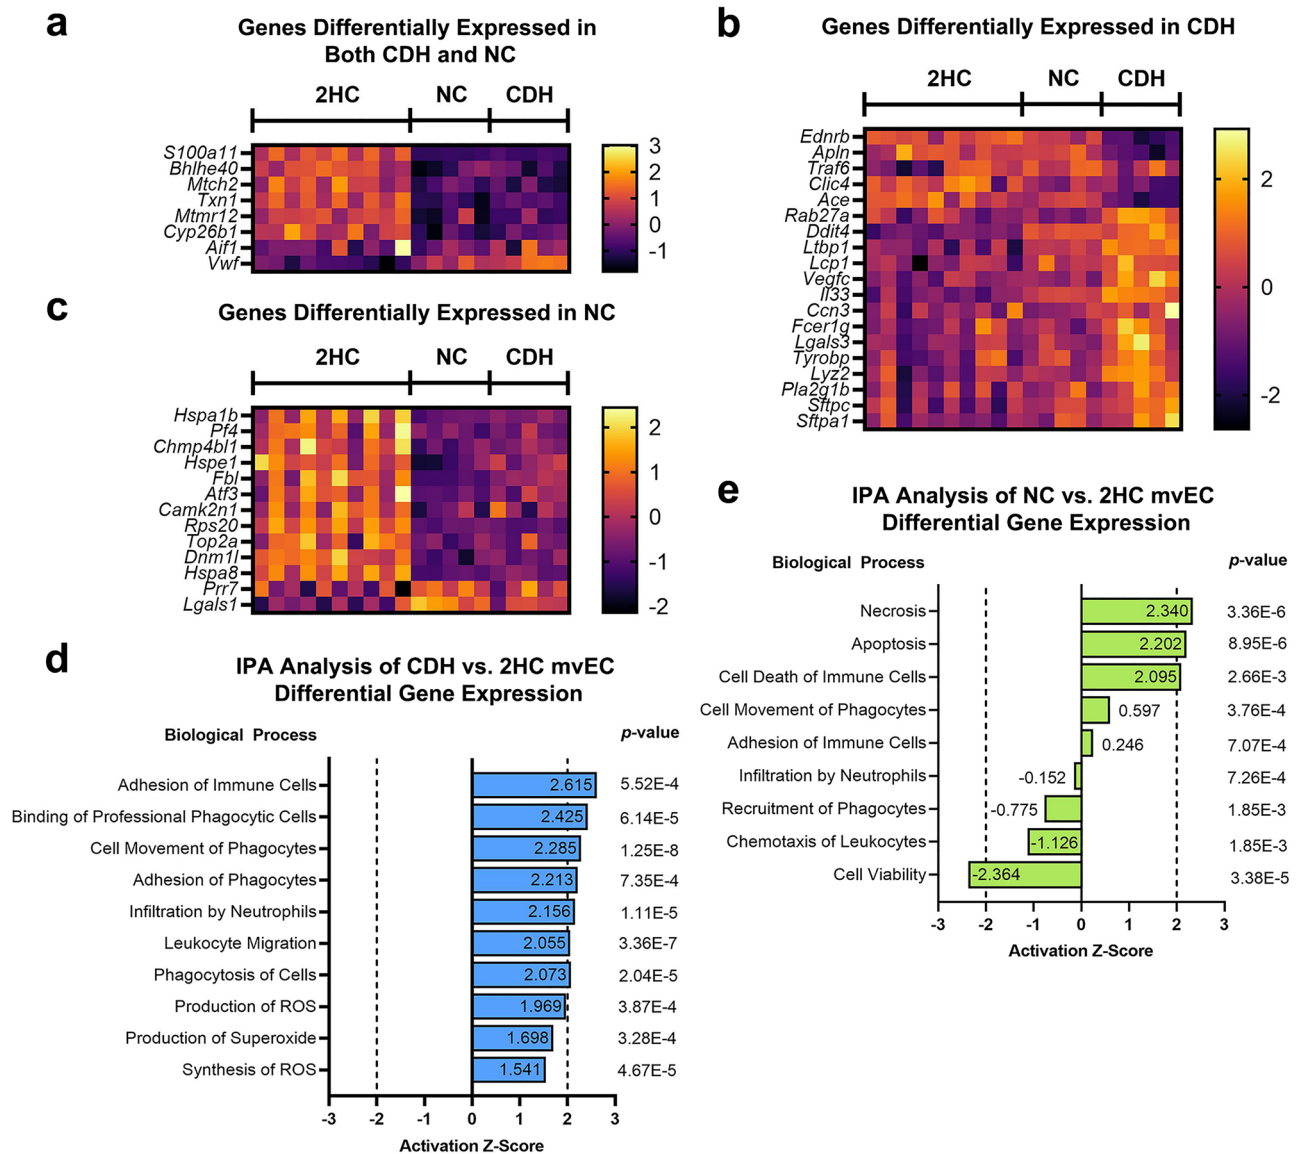 a
Genes Differentially Expressed in
Both CDH and NC
2HC NC CDH
S100a11
Bhlhe40
Mtch2
Txn1
Mtmr12
Cyp26b1
Aif1
Vwf
3
2
1
0
-1
b
Genes Differentially Expressed in CDH
2HC NC CDH
Ednrb
Apln
Traf6
Clic4
Ace
Rab27a
Ddit4
Ltbp1
Lcp1
Vegfc
Il33
Ccn3
Fcer1g
Lgals3
Tyrobp
Lyz2
Pla2g1b
Sftpc
Sftpa1
2
0
-2
c
Genes Differentially Expressed in NC
2HC NC CDH
Hspa1b
Pf4
Chmp4bl1
Hspe1
Fbl
Atf3
Camk2n1
Rps20
Top2a
Dnm1l
Hspa8
Prr7
Lgals1
2
1
0
-1
-2
d
IPA Analysis of CDH vs. 2HC mvEC
Differential Gene Expression
Biological Process p-value
Adhesion of Immune Cells 2.615 5.52E-4
Binding of Professional Phagocytic Cells 2.425 6.14E-5
Cell Movement of Phagocytes 2.285 1.25E-8
Adhesion of Phagocytes 2.213 7.35E-4
Infiltration by Neutrophils 2.156 1.11E-5
Leukocyte Migration 2.055 3.36E-7
Phagocytosis of Cells 2.073 2.04E-5
Production of ROS 1.969 3.87E-4
Production of Superoxide 1.698 3.28E-4
Synthesis of ROS 1.541 4.67E-5
-3 -2 -1 0 1 2 3
Activation Z-Score
e
IPA Analysis of NC vs. 2HC mvEC
Differential Gene Expression
Biological Process p-value
Necrosis 2.340 3.36E-6
Apoptosis 2.202 8.95E-6
Cell Death of Immune Cells 2.095 2.66E-3
Cell Movement of Phagocytes 0.597 3.76E-4
Adhesion of Immune Cells 0.246 7.07E-4
Infiltration by Neutrophils -0.152 7.26E-4
Recruitment of Phagocytes -0.775 1.85E-3
Chemotaxis of Leukocytes -1.126 1.85E-3
Cell Viability -2.364 3.38E-5
-3 -2 -1 0 1 2 3
Activation Z-Score